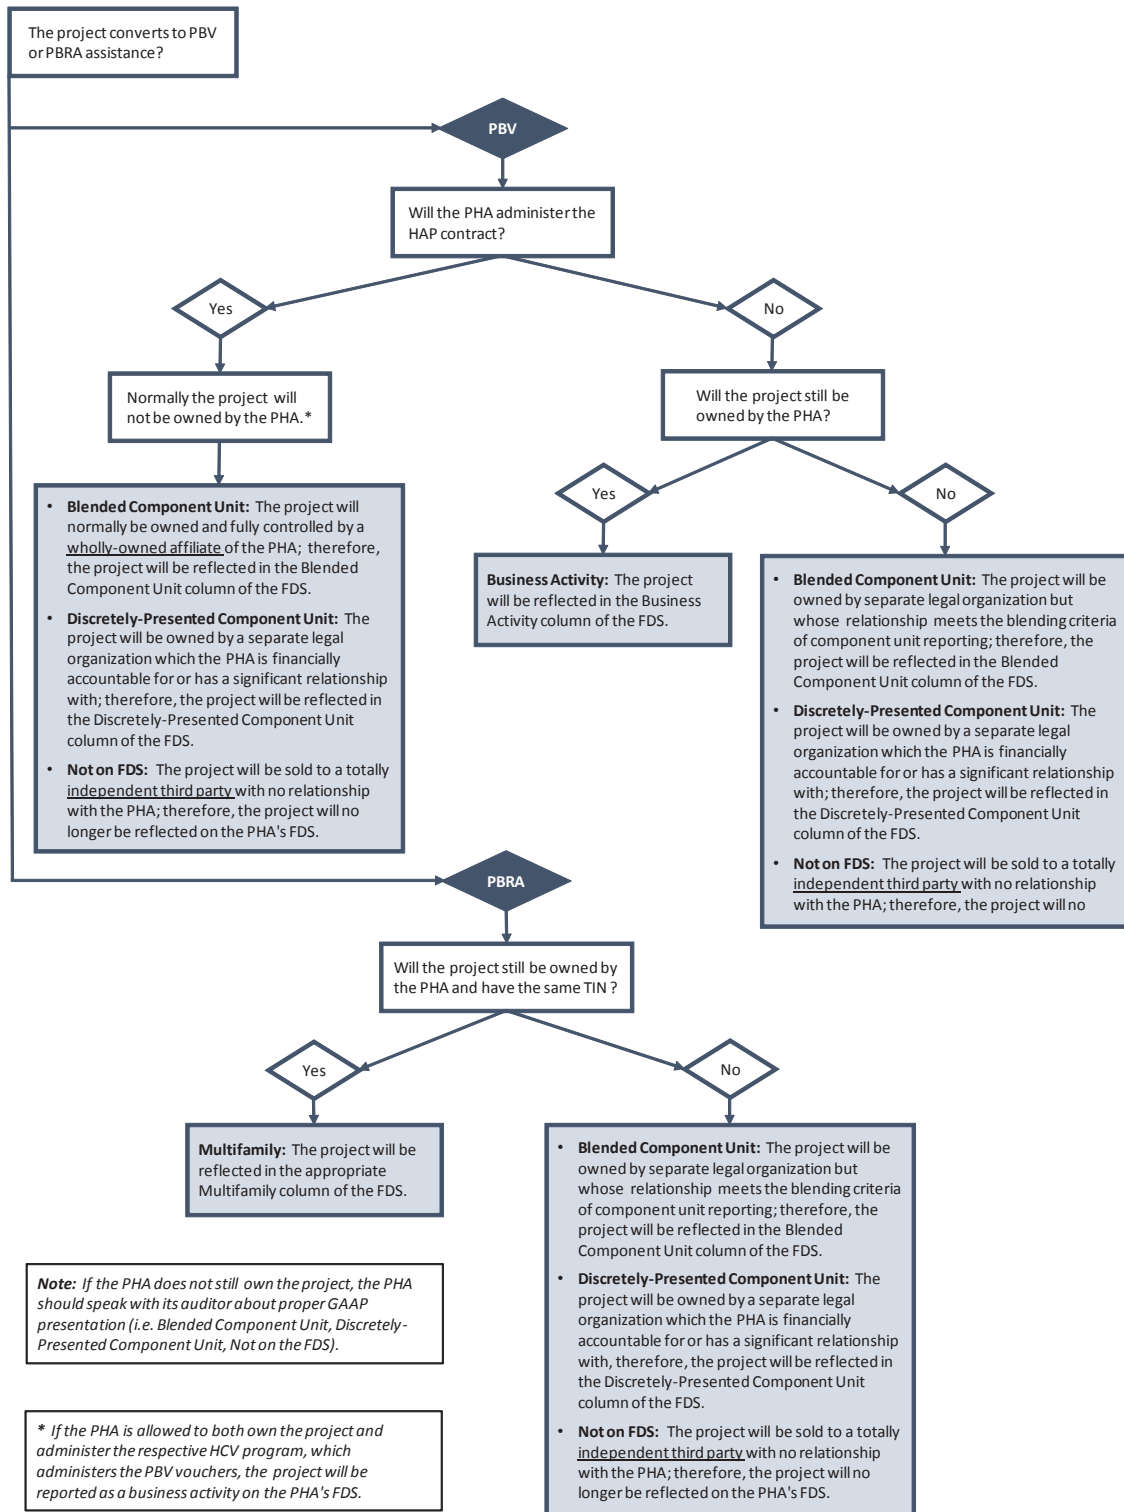 The project converts to PBV
or PBRA assistance?
PBV
Will the PHA administer the
HAP contract?
Yes
No
Normally the project will
not be owned by the PHA.*
Will the project still be
owned by the PHA?
Yes
No
• Blended Component Unit: The project will
normally be owned and fully controlled by a
wholly-owned affiliate of the PHA; therefore,
the project will be reflected in the Blended
Component Unit column of the FDS.
• Discretely-Presented Component Unit: The
project will be owned by a separate legal
organization which the PHA is financially
accountable for or has a significant relationship
with; therefore, the project will be reflected in
the Discretely-Presented Component Unit
column of the FDS.
• Not on FDS: The project will be sold to a totally
independent third party with no relationship
with the PHA; therefore, the project will no
longer be reflected on the PHA's FDS.
Business Activity: The project
will be reflected in the Business
Activity column of the FDS.
• Blended Component Unit: The project will be
owned by separate legal organization but
whose relationship meets the blending criteria
of component unit reporting; therefore, the
project will be reflected in the Blended
Component Unit column of the FDS.
• Discretely-Presented Component Unit: The
project will be owned by a separate legal
organization which the PHA is financially
accountable for or has a significant relationship
with; therefore, the project will be reflected in
the Discretely-Presented Component Unit
column of the FDS.
• Not on FDS: The project will be sold to a totally
independent third party with no relationship
with the PHA; therefore, the project will no
PBRA
Will the project still be owned by
the PHA and have the same TIN ?
Yes
No
Multifamily: The project will be
reflected in the appropriate
Multifamily column of the FDS.
• Blended Component Unit: The project will be
owned by separate legal organization but
whose relationship meets the blending criteria
of component unit reporting; therefore, the
project will be reflected in the Blended
Component Unit column of the FDS.
• Discretely-Presented Component Unit: The
project will be owned by a separate legal
organization which the PHA is financially
accountable for or has a significant relationship
with, therefore, the project will be reflected in
the Discretely-Presented Component Unit
column of the FDS.
• Not on FDS: The project will be sold to a totally
independent third party with no relationship
with the PHA; therefore, the project will no
longer be reflected on the PHA's FDS.
Note: If the PHA does not still own the project, the PHA
should speak with its auditor about proper GAAP
presentation (i.e. Blended Component Unit, Discretely-
Presented Component Unit, Not on the FDS).
* If the PHA is allowed to both own the project and
administer the respective HCV program, which
administers the PBV vouchers, the project will be
reported as a business activity on the PHA's FDS.